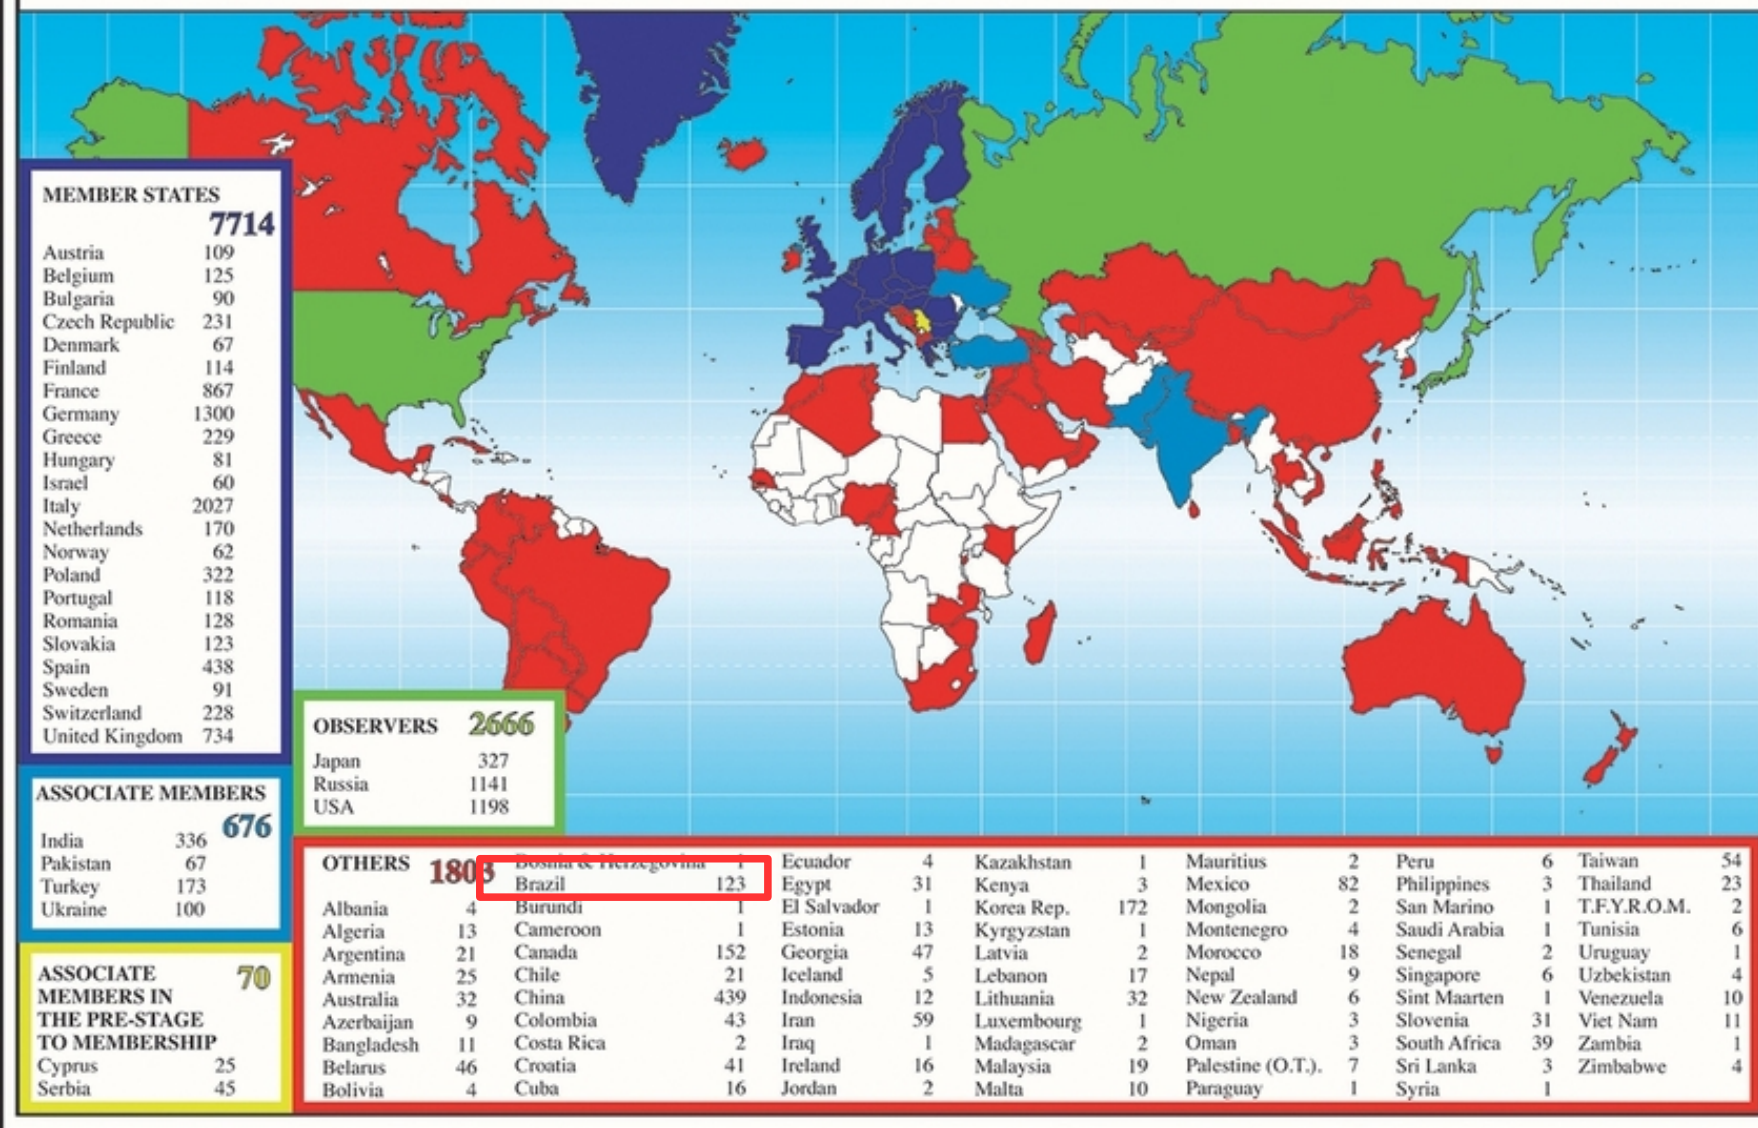 MEMBER STATES
7714
Austria 109
Belgium 125
Bulgaria 90
Czech Republic 231
Denmark 67
Finland 114
France 867
Germany 1300
Greece 229
Hungary 81
Israel 60
Italy 2027
Netherlands 170
Norway 62
Poland 322
Portugal 118
Romania 128
Slovakia 123
Spain 438
Sweden 91
Switzerland 228
United Kingdom 734
ASSOCIATE MEMBERS
676
India 336
Pakistan 67
Turkey 173
Ukraine 100
ASSOCIATE 70
MEMBERS IN
THE PRE-STAGE
TO MEMBERSHIP
Cyprus 25
Serbia 45
OBSERVERS 2666
Japan 327
Russia 1141
USA 1198
OTHERS 1803
Albania 4
Algeria 13
Argentina 21
Armenia 25
Australia 32
Azerbaijan 9
Bangladesh 11
Belarus 46
Bolivia 4
Bosnia & Herzegovina 1
Brazil 123
Burundi 1
Cameroon 1
Canada 152
Chile 21
China 439
Colombia 43
Costa Rica 2
Croatia 41
Cuba 16
Ecuador 4
Egypt 31
El Salvador 1
Estonia 13
Georgia 47
Iceland 5
Indonesia 12
Iran 59
Iraq 1
Ireland 16
Jordan 2
Kazakhstan 1
Kenya 3
Korea Rep. 172
Kyrgyzstan 1
Latvia 2
Lebanon 17
Lithuania 32
Luxembourg 1
Madagascar 2
Malaysia 19
Malta 10
Mauritius 2
Mexico 82
Mongolia 2
Montenegro 4
Morocco 18
Nepal 9
New Zealand 6
Nigeria 3
Oman 3
Palestine (O.T.). 7
Paraguay 1
Peru 6
Philippines 3
San Marino 1
Saudi Arabia 1
Senegal 2
Singapore 6
Sint Maarten 1
Slovenia 31
South Africa 39
Sri Lanka 3
Syria 1
Taiwan 54
Thailand 23
T.F.Y.R.O.M. 2
Tunisia 6
Uruguay 1
Uzbekistan 4
Venezuela 10
Viet Nam 11
Zambia 1
Zimbabwe 4